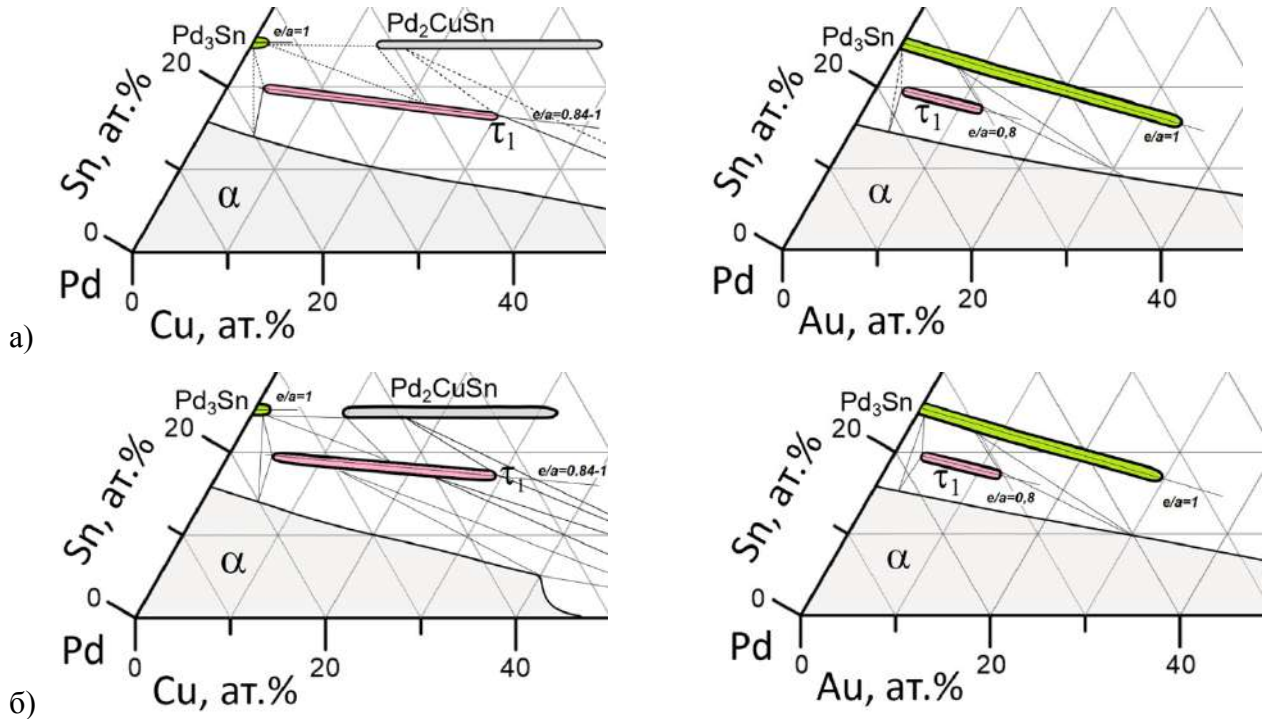 Pd₃Sn
e/a=1
Pd₂CuSn
20
τ₁
e/a=0.84-1
Sn, ат.%
α
0
Pd
0
20
40
Cu, ат.%
Pd₃Sn
20
τ₁
e/a=0,8
e/a=1
Sn, ат.%
α
0
Pd
0
20
40
Au, ат.%
а)
Pd₃Sn
e/a=1
Pd₂CuSn
20
τ₁
e/a=0.84-1
Sn, ат.%
α
0
Pd
0
20
40
Cu, ат.%
Pd₃Sn
20
τ₁
e/a=0,8
e/a=1
Sn, ат.%
α
0
Pd
0
20
40
Au, ат.%
б)